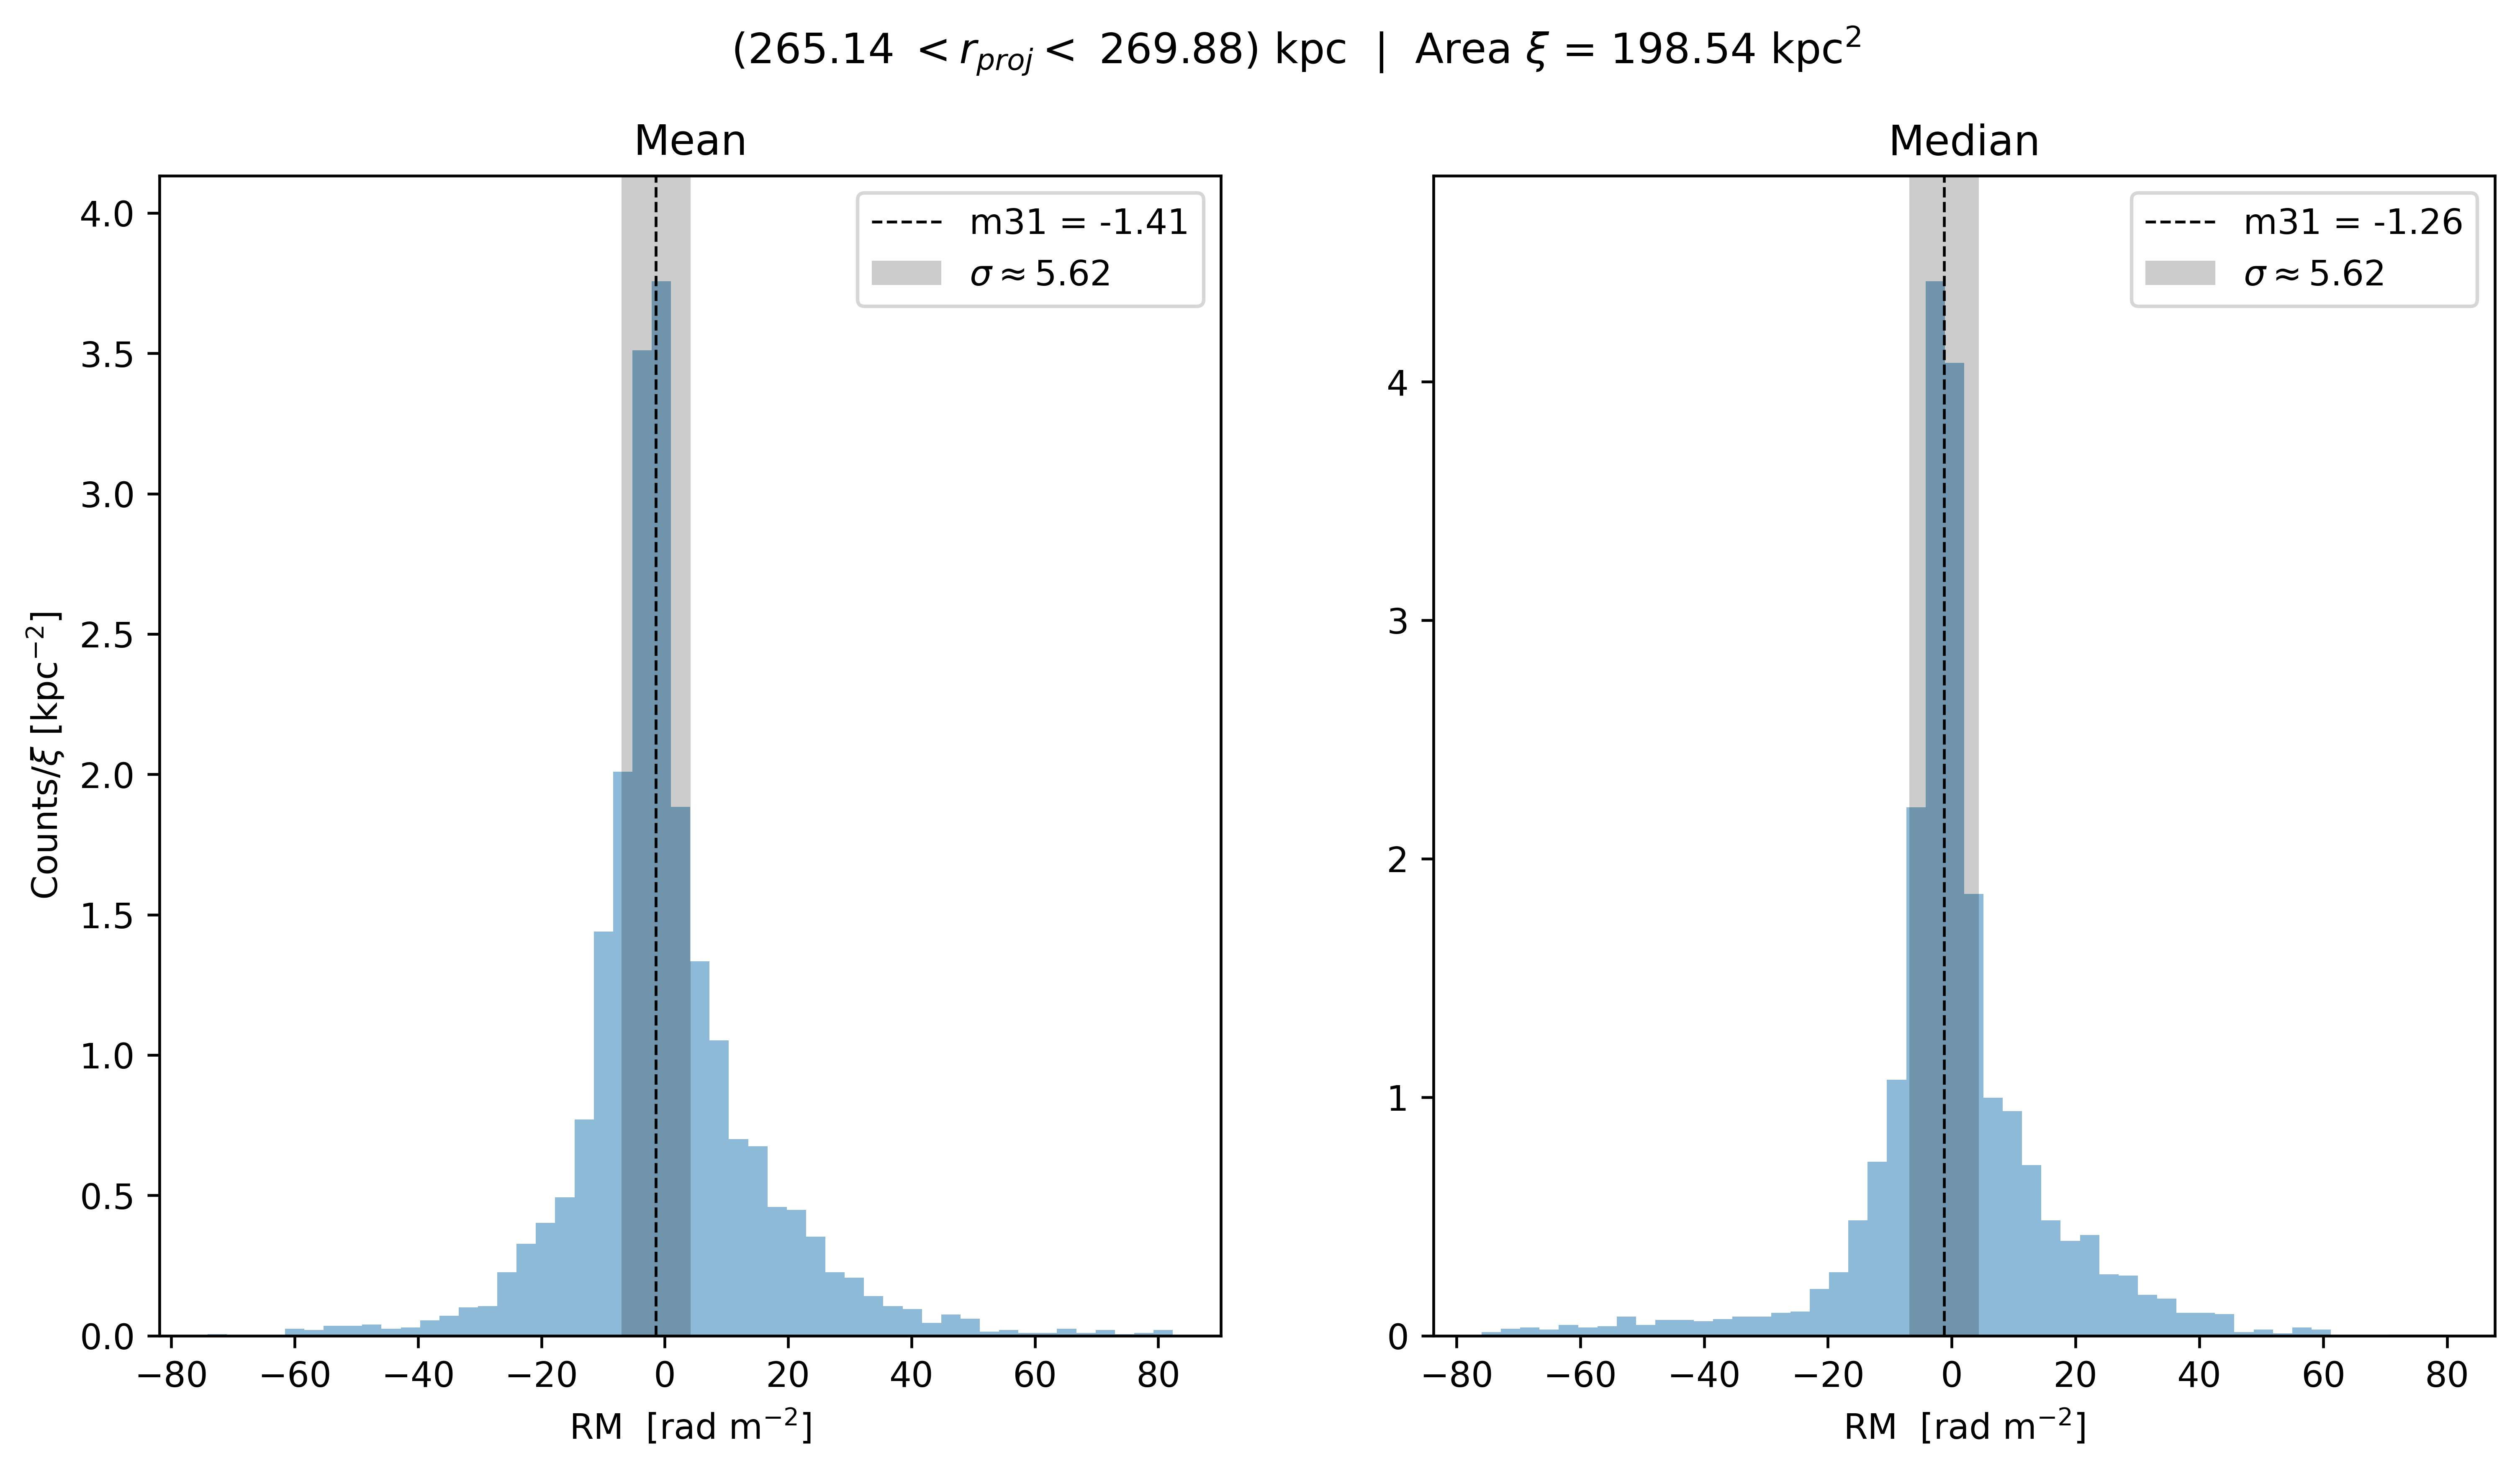 (265.14 < r_proj < 269.88) kpc | Area ξ = 198.54 kpc²
Mean
4.0
3.5
3.0
2.5
2.0
1.5
1.0
0.5
0.0
Counts/ξ [kpc⁻²]
m31 = -1.41
σ ≈ 5.62
−80 −60 −40 −20 0 20 40 60 80
RM [rad m⁻²]
Median
4
3
2
1
0
m31 = -1.26
σ ≈ 5.62
−80 −60 −40 −20 0 20 40 60 80
RM [rad m⁻²]